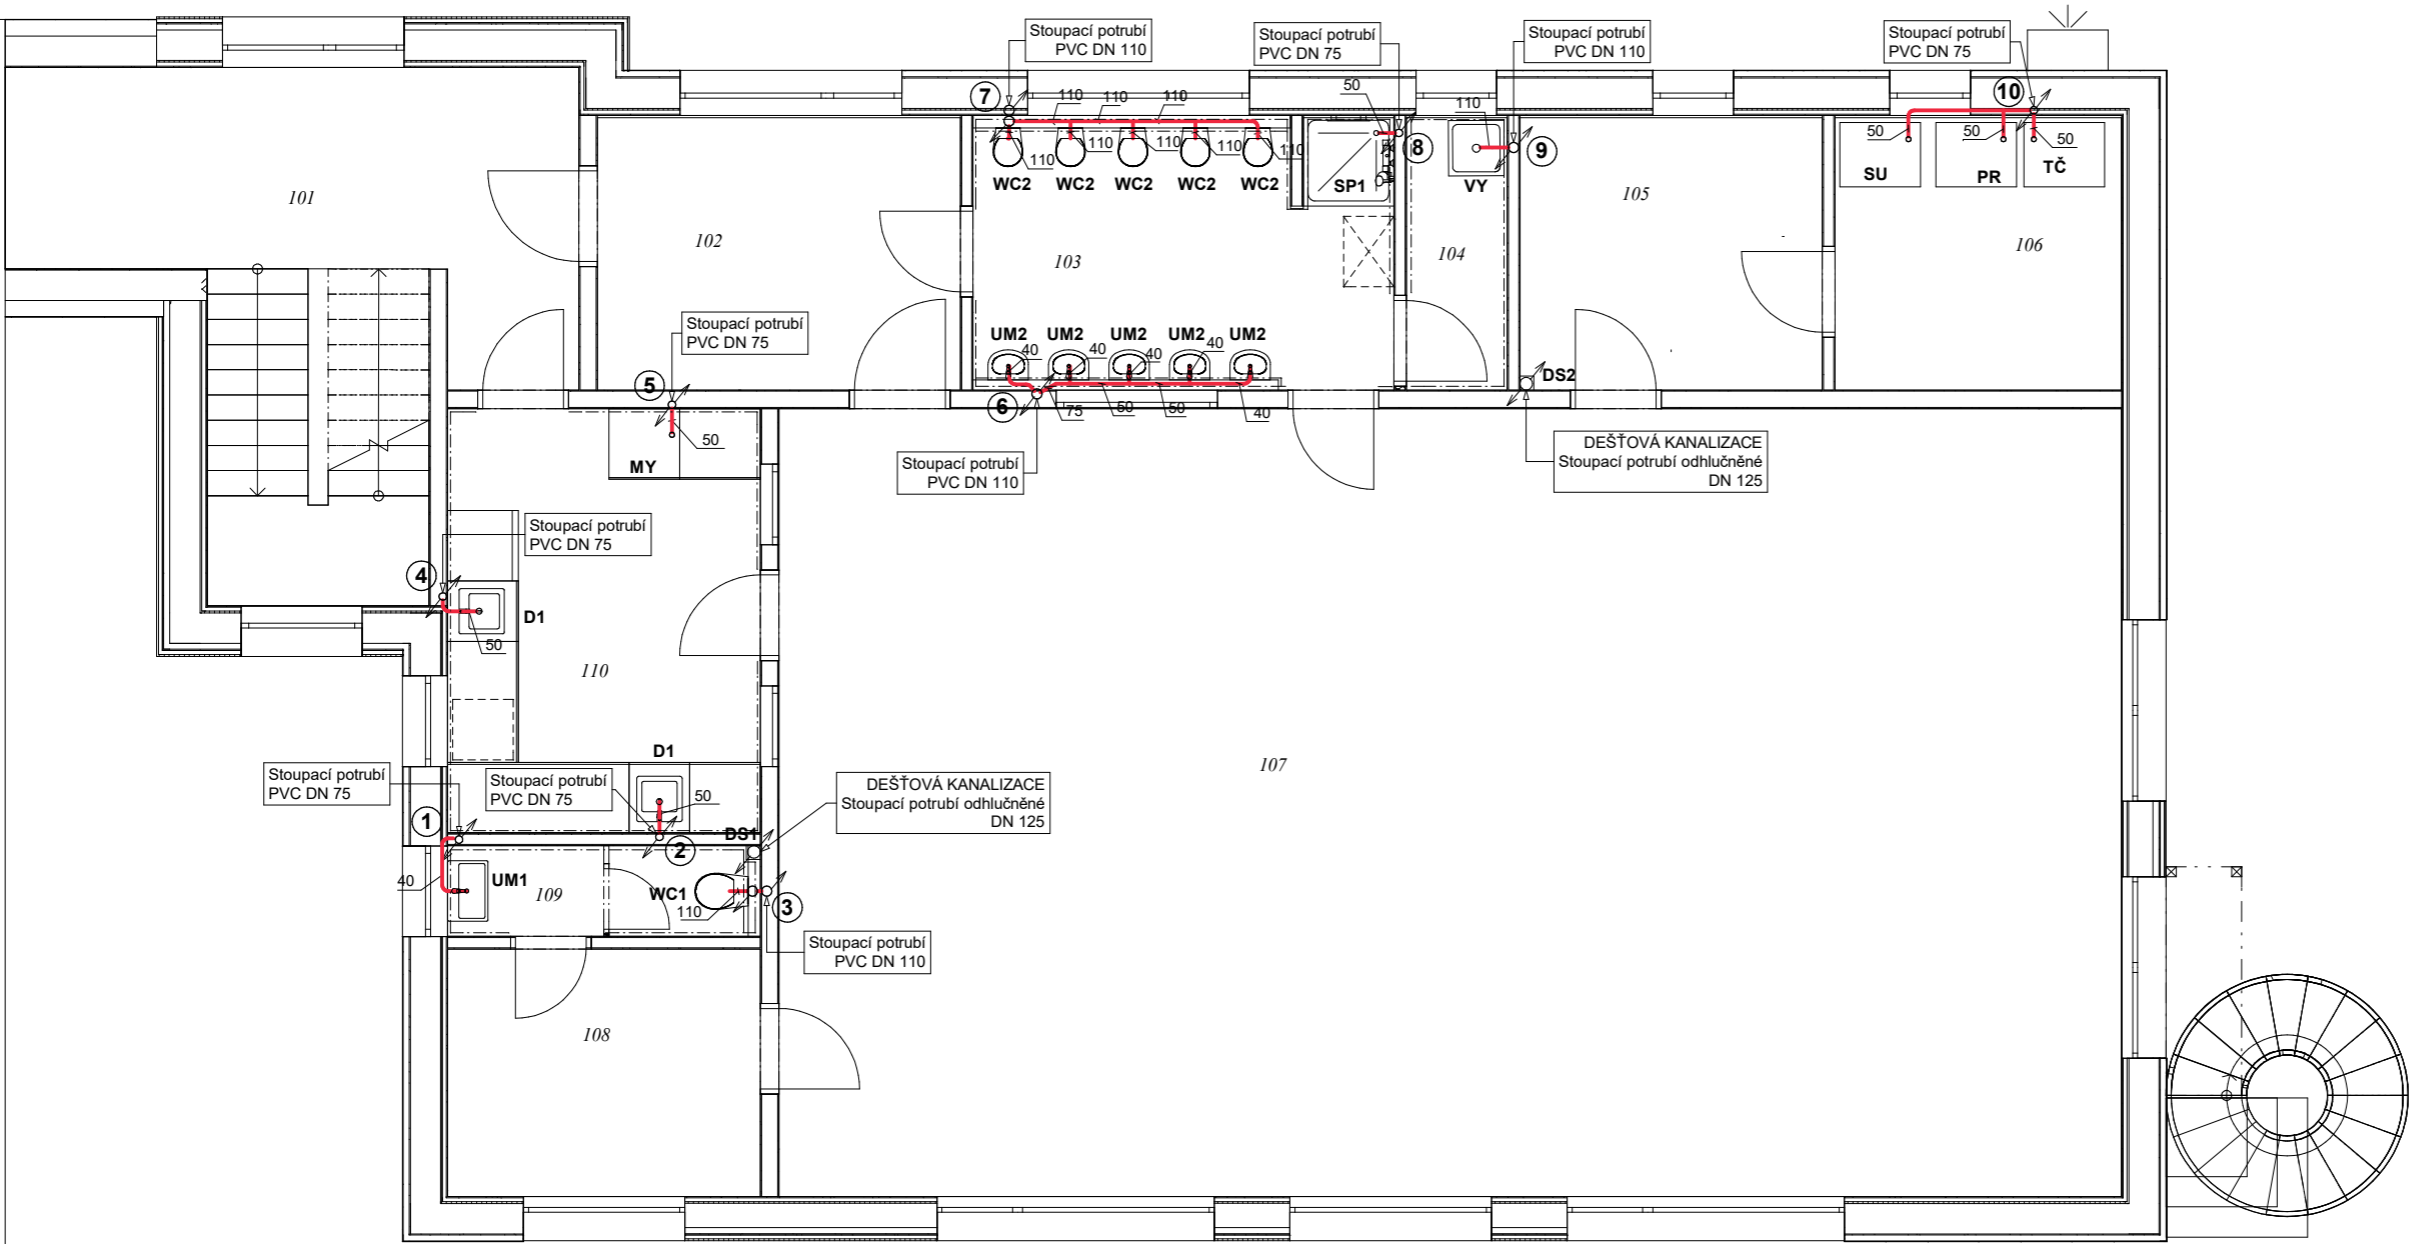 Stoupací potrubí
PVC DN 110
Stoupací potrubí
PVC DN 75
Stoupací potrubí
PVC DN 110
Stoupací potrubí
PVC DN 75
7
110
110
110
50
110
10
110
110
110
110
110
8
9
50
50
50
WC2
WC2
WC2
WC2
WC2
SP1
VY
SU
PR
TČ
101
102
103
104
105
106
Stoupací potrubí
PVC DN 75
UM2
UM2
UM2
UM2
UM2
40
40
40
40
5
6
75
50
50
40
DS2
50
MY
Stoupací potrubí
PVC DN 110
DEŠŤOVÁ KANALIZACE
Stoupací potrubí odhlučněné
DN 125
Stoupací potrubí
PVC DN 75
4
D1
50
110
D1
107
Stoupací potrubí
PVC DN 75
Stoupací potrubí
PVC DN 75
50
DEŠŤOVÁ KANALIZACE
Stoupací potrubí odhlučněné
DN 125
1
2
DS1
40
UM1
109
WC1
110
3
Stoupací potrubí
PVC DN 110
108